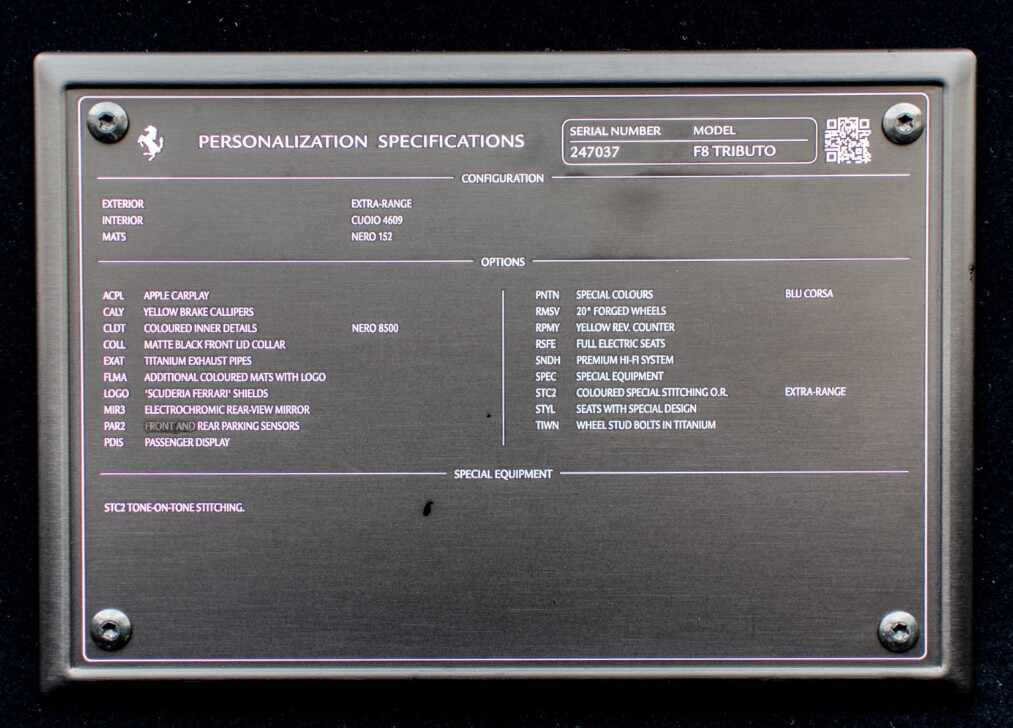 PERSONALIZATION SPECIFICATIONS
SERIAL NUMBER MODEL
247037 F8 TRIBUTO
CONFIGURATION
EXTERIOR EXTRA-RANGE
INTERIOR CUOIO 4609
MATS NERO 152
OPTIONS
ACPL APPLE CARPLAY
CALY YELLOW BRAKE CALLIPERS
CLDT COLOURED INNER DETAILS NERO 8500
COLL MATTE BLACK FRONT LID COLLAR
EXAT TITANIUM EXHAUST PIPES
FLMA ADDITIONAL COLOURED MATS WITH LOGO
LOGO 'SCUDERIA FERRARI' SHIELDS
MIR3 ELECTROCHROMIC REAR-VIEW MIRROR
PAR2 FRONT AND REAR PARKING SENSORS
PDIS PASSENGER DISPLAY
PNTN SPECIAL COLOURS BLU CORSA
RMSV 20" FORGED WHEELS
RPMY YELLOW REV. COUNTER
RSFE FULL ELECTRIC SEATS
SNDH PREMIUM HI-FI SYSTEM
SPEC SPECIAL EQUIPMENT
STC2 COLOURED SPECIAL STITCHING O.R. EXTRA-RANGE
STYL SEATS WITH SPECIAL DESIGN
TIWN WHEEL STUD BOLTS IN TITANIUM
SPECIAL EQUIPMENT
STC2 TONE-ON-TONE STITCHING.